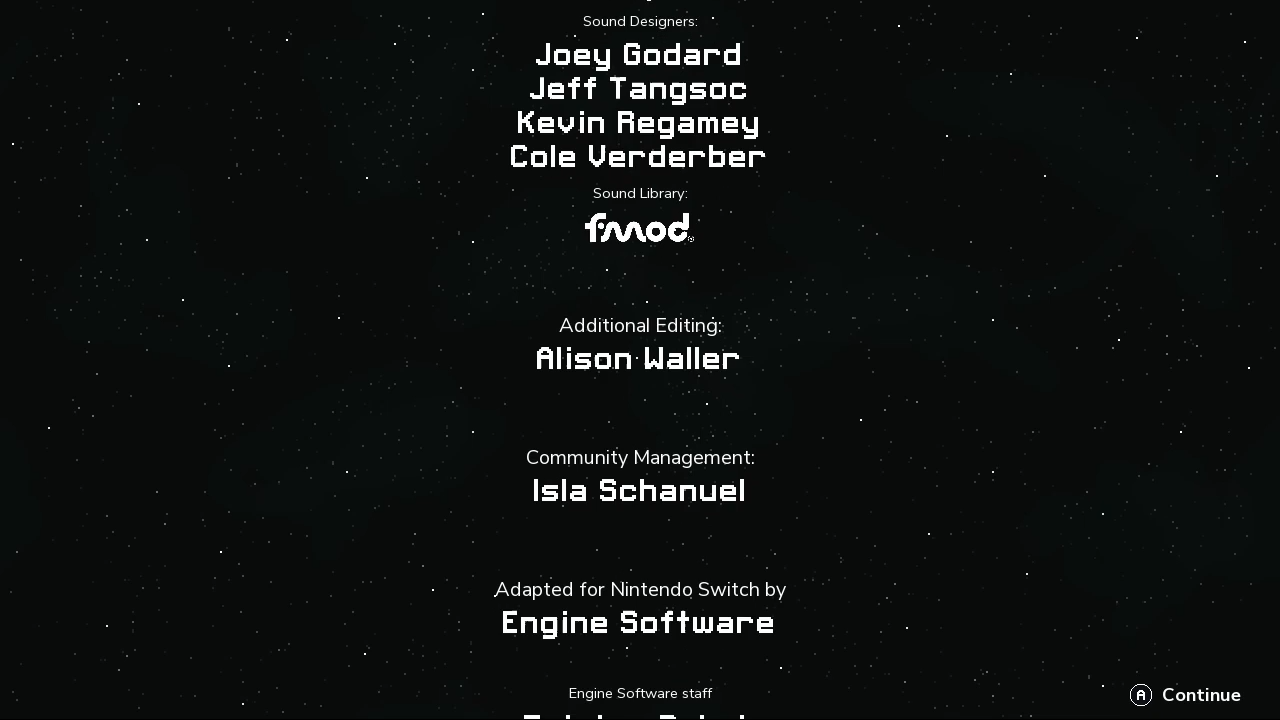 Sound Designers:
Joey Godard
Jeff Tangsoc
Kevin Regamey
Cole Verderber
Sound Library:
fmod®
Additional Editing:
Alison Waller
Community Management:
Isla Schanuel
Adapted for Nintendo Switch by
Engine Software
Engine Software staff
A Continue